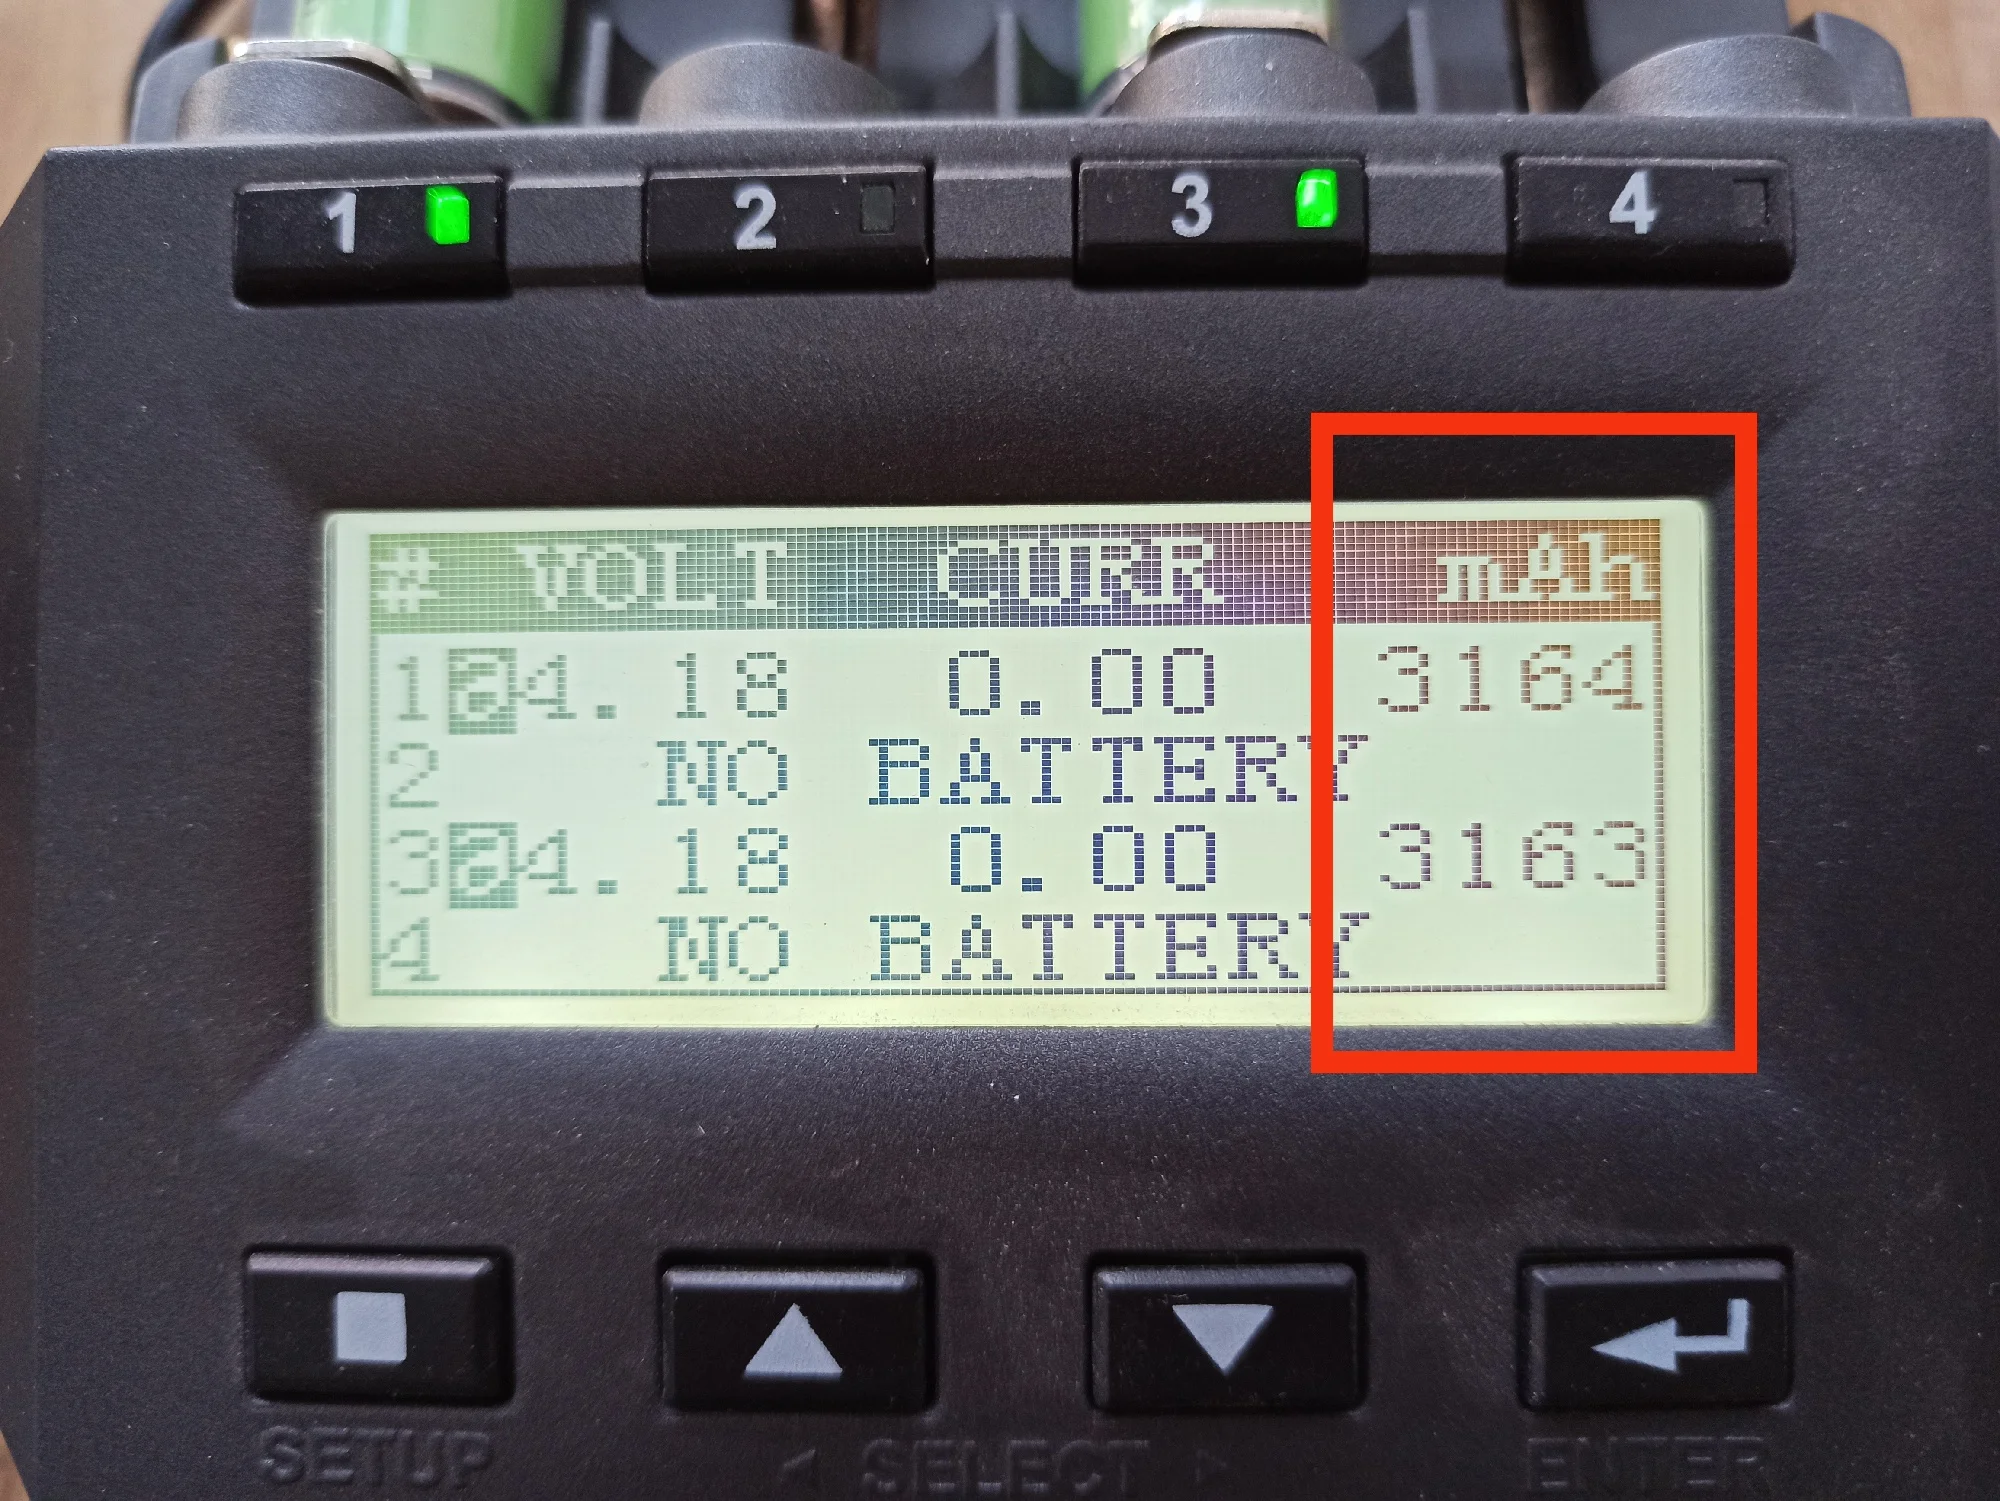 1 2 3 4
# VOLT CURR mAh
1 @ 4.18 0.00 3164
2 NO BATTERY
3 @ 4.18 0.00 3163
4 NO BATTERY
SETUP < SELECT > ENTER